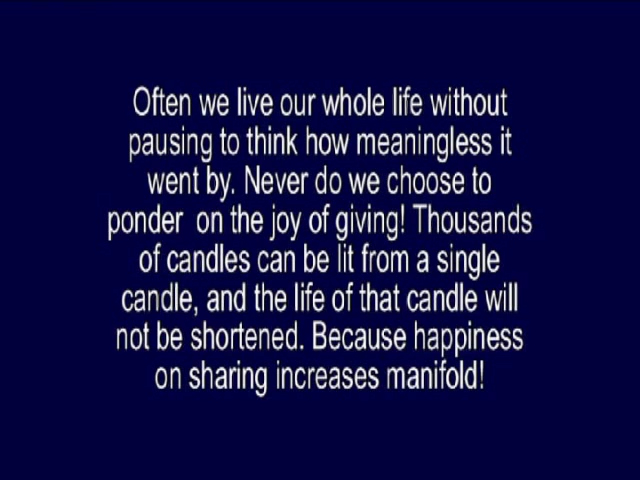 Often we live our whole life without
pausing to think how meaningless it
went by. Never do we choose to
ponder  on the joy of giving! Thousands
of candles can be lit from a single
candle, and the life of that candle will
not be shortened. Because happiness
on sharing increases manifold!